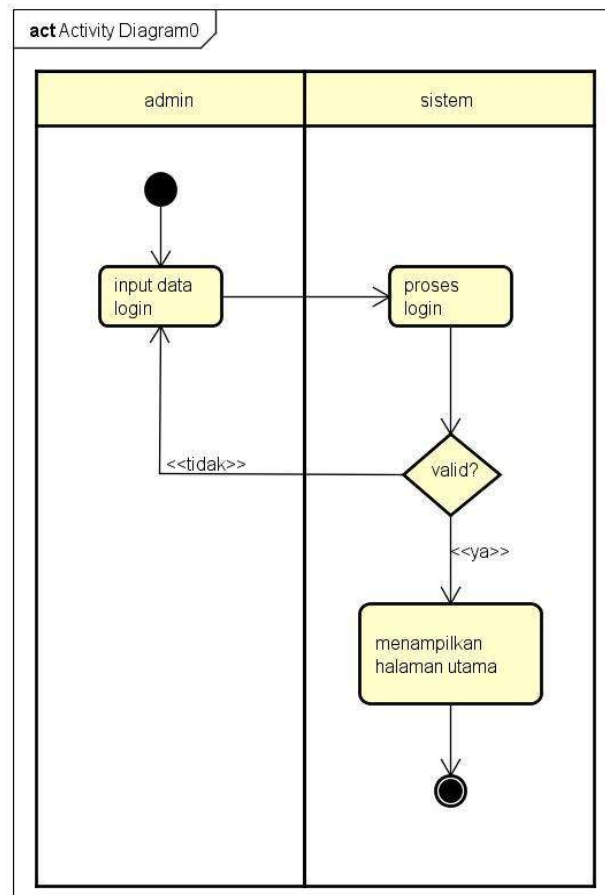 act Activity Diagram0
admin
sistem
input data
login
proses
login
valid?
<<tidak>>
<<ya>>
menampilkan
halaman utama